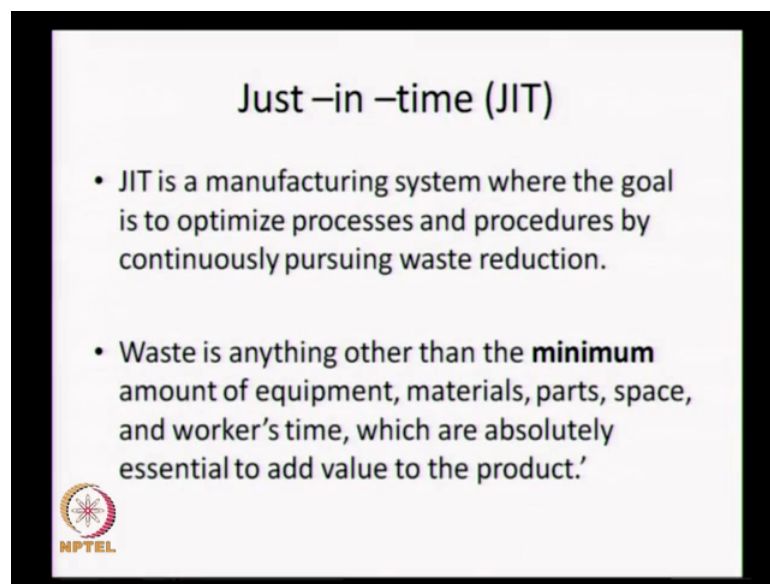 Just –in –time (JIT)
• JIT is a manufacturing system where the goal
is to optimize processes and procedures by
continuously pursuing waste reduction.
• Waste is anything other than the minimum
amount of equipment, materials, parts, space,
and worker’s time, which are absolutely
essential to add value to the product.’
NPTEL